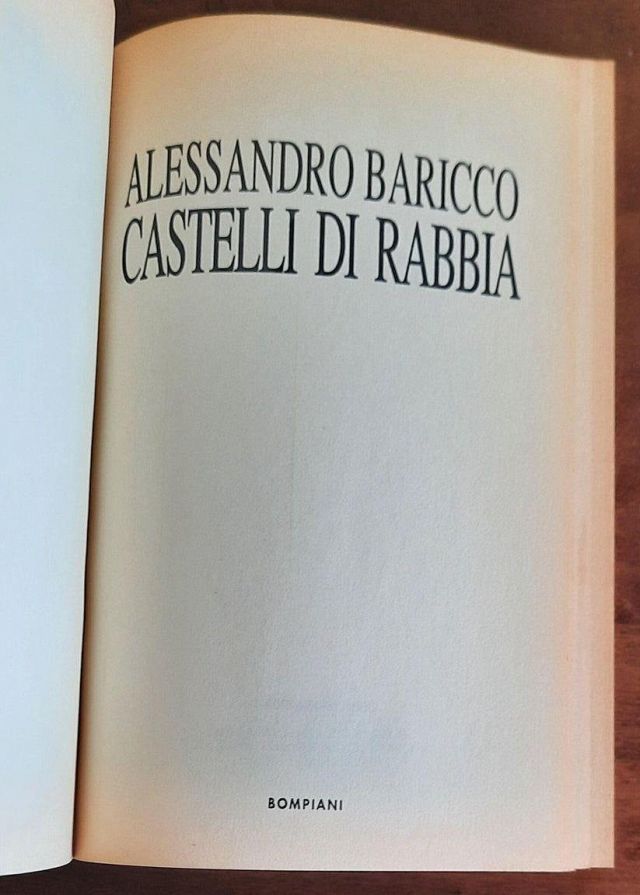 ALESSANDRO BARICCO
CASTELLI DI RABBIA
BOMPIANI